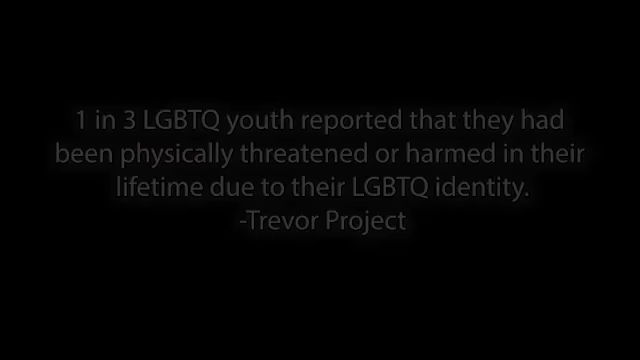 1 in 3 LGBTQ youth reported that they had
been physically threatened or harmed in their
lifetime due to their LGBTQ identity.
-Trevor Project